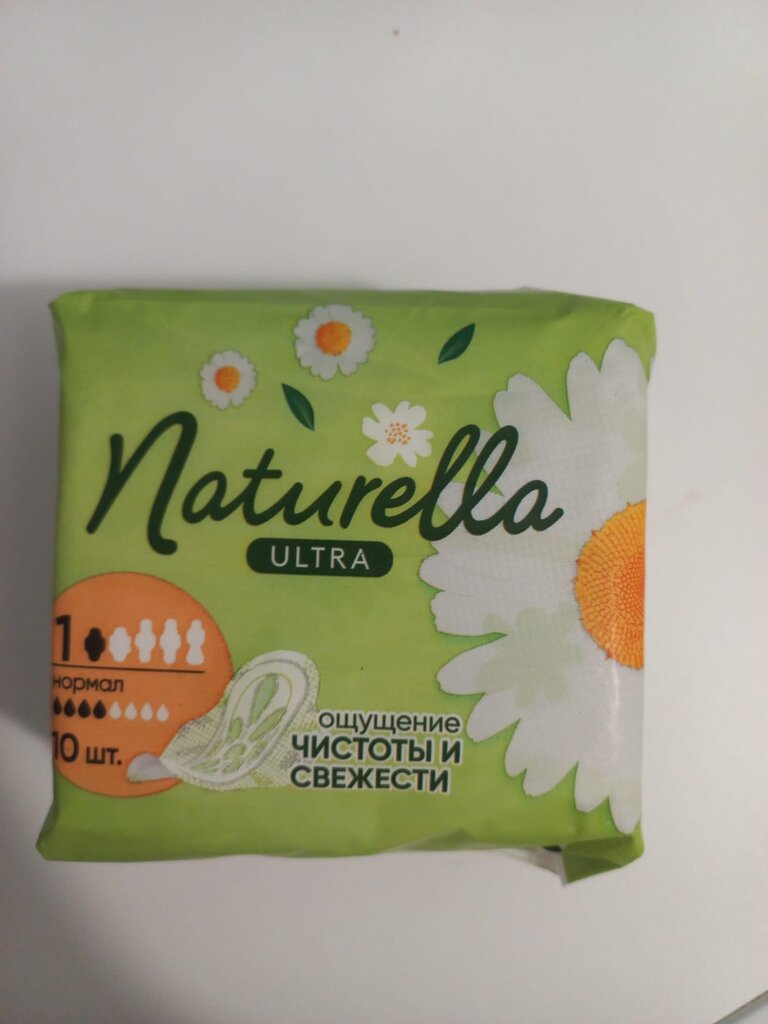 Naturella
ULTRA
1
нормал
10 шт.
ощущение
ЧИСТОТЫ И
СВЕЖЕСТИ